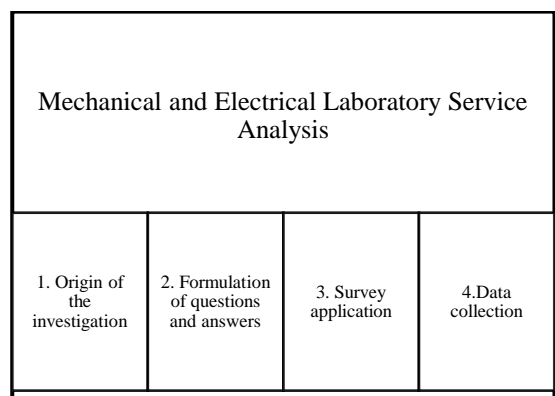 Mechanical and Electrical Laboratory Service
Analysis
1. Origin of
the
investigation
2. Formulation
of questions
and answers
3. Survey
application
4.Data
collection